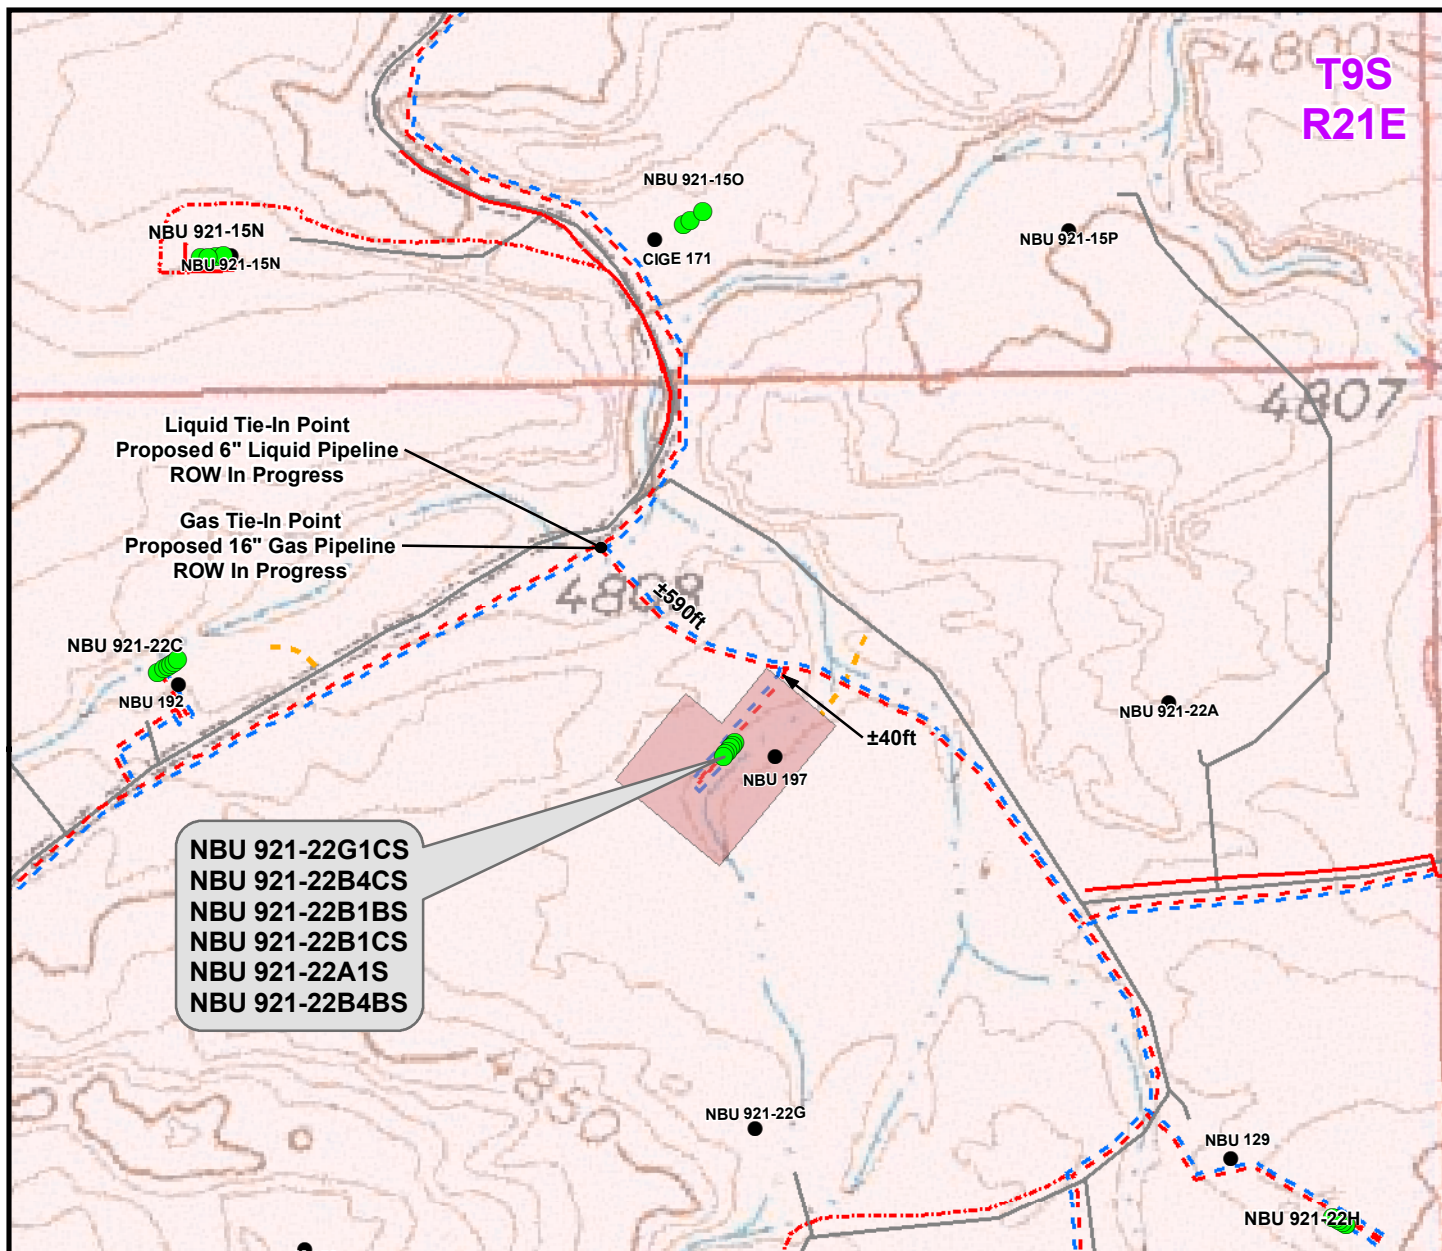 4800
T9S
R21E
NBU 921-15O
NBU 921-15N
NBU 921-15N
CIGE 171
NBU 921-15P
4807
Liquid Tie-In Point
Proposed 6" Liquid Pipeline
ROW In Progress
Gas Tie-In Point
Proposed 16" Gas Pipeline
ROW In Progress
4808
±590ft
NBU 921-22C
NBU 192
NBU 921-22A
±40ft
NBU 197
NBU 921-22G1CS
NBU 921-22B4CS
NBU 921-22B1BS
NBU 921-22B1CS
NBU 921-22A1S
NBU 921-22B4BS
4850
NBU 921-22G
NBU 129
NBU 921-22H